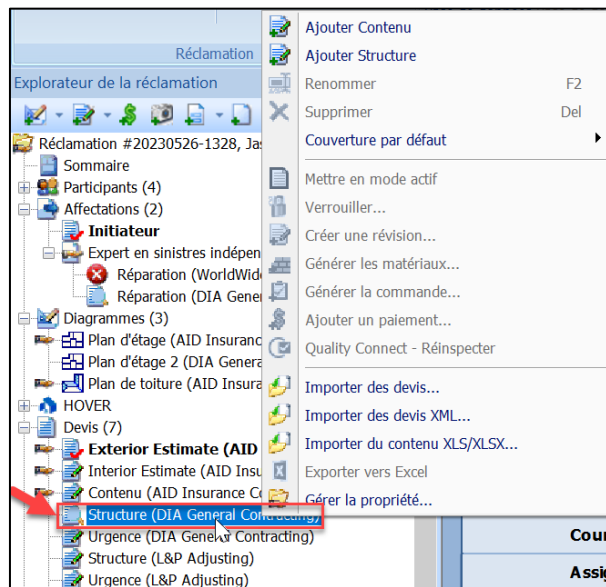 Réclamation
Explorateur de la réclamation
Réclamation #20230526-1328, Ja
Sommaire
Participants (4)
Affectations (2)
Initiateur
Expert en sinistres indépen
Réparation (WorldWid
Réparation (DIA Gene
Diagrammes (3)
Plan d'étage (AID Insuranc
Plan d'étage 2 (DIA Genera
Plan de toiture (AID Insura
HOVER
Devis (7)
Exterior Estimate (AID
Interior Estimate (AID Insu
Contenu (AID Insurance Co
Structure (DIA General Contracting)
Urgence (DIA General Contracting)
Structure (L&P Adjusting)
Urgence (L&P Adjusting)
Ajouter Contenu
Ajouter Structure
Renommer F2
Supprimer Del
Couverture par défaut
Mettre en mode actif
Verrouiller...
Créer une révision...
Générer les matériaux...
Générer la commande...
Ajouter un paiement...
Quality Connect - Réinspecter
Importer des devis...
Importer des devis XML...
Importer du contenu XLS/XLSX...
Exporter vers Excel
Gérer la propriété...
Cour
Assig